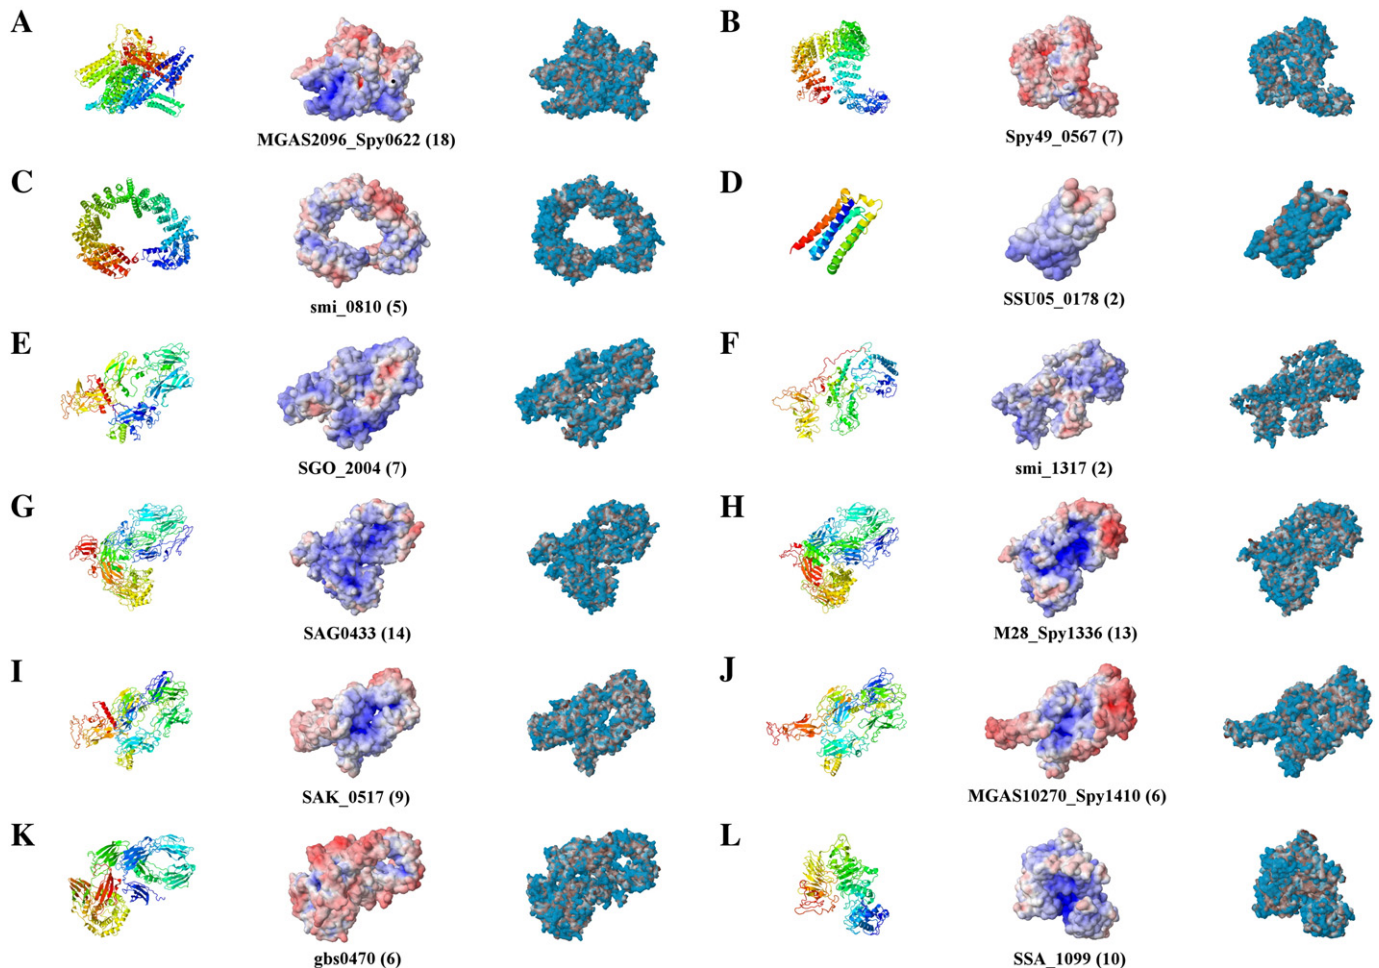 A
B
MGAS2096_Spy0622 (18)
Spy49_0567 (7)
C
D
smi_0810 (5)
SSU05_0178 (2)
E
F
SGO_2004 (7)
smi_1317 (2)
G
H
SAG0433 (14)
M28_Spy1336 (13)
I
J
SAK_0517 (9)
MGAS10270_Spy1410 (6)
K
L
gbs0470 (6)
SSA_1099 (10)